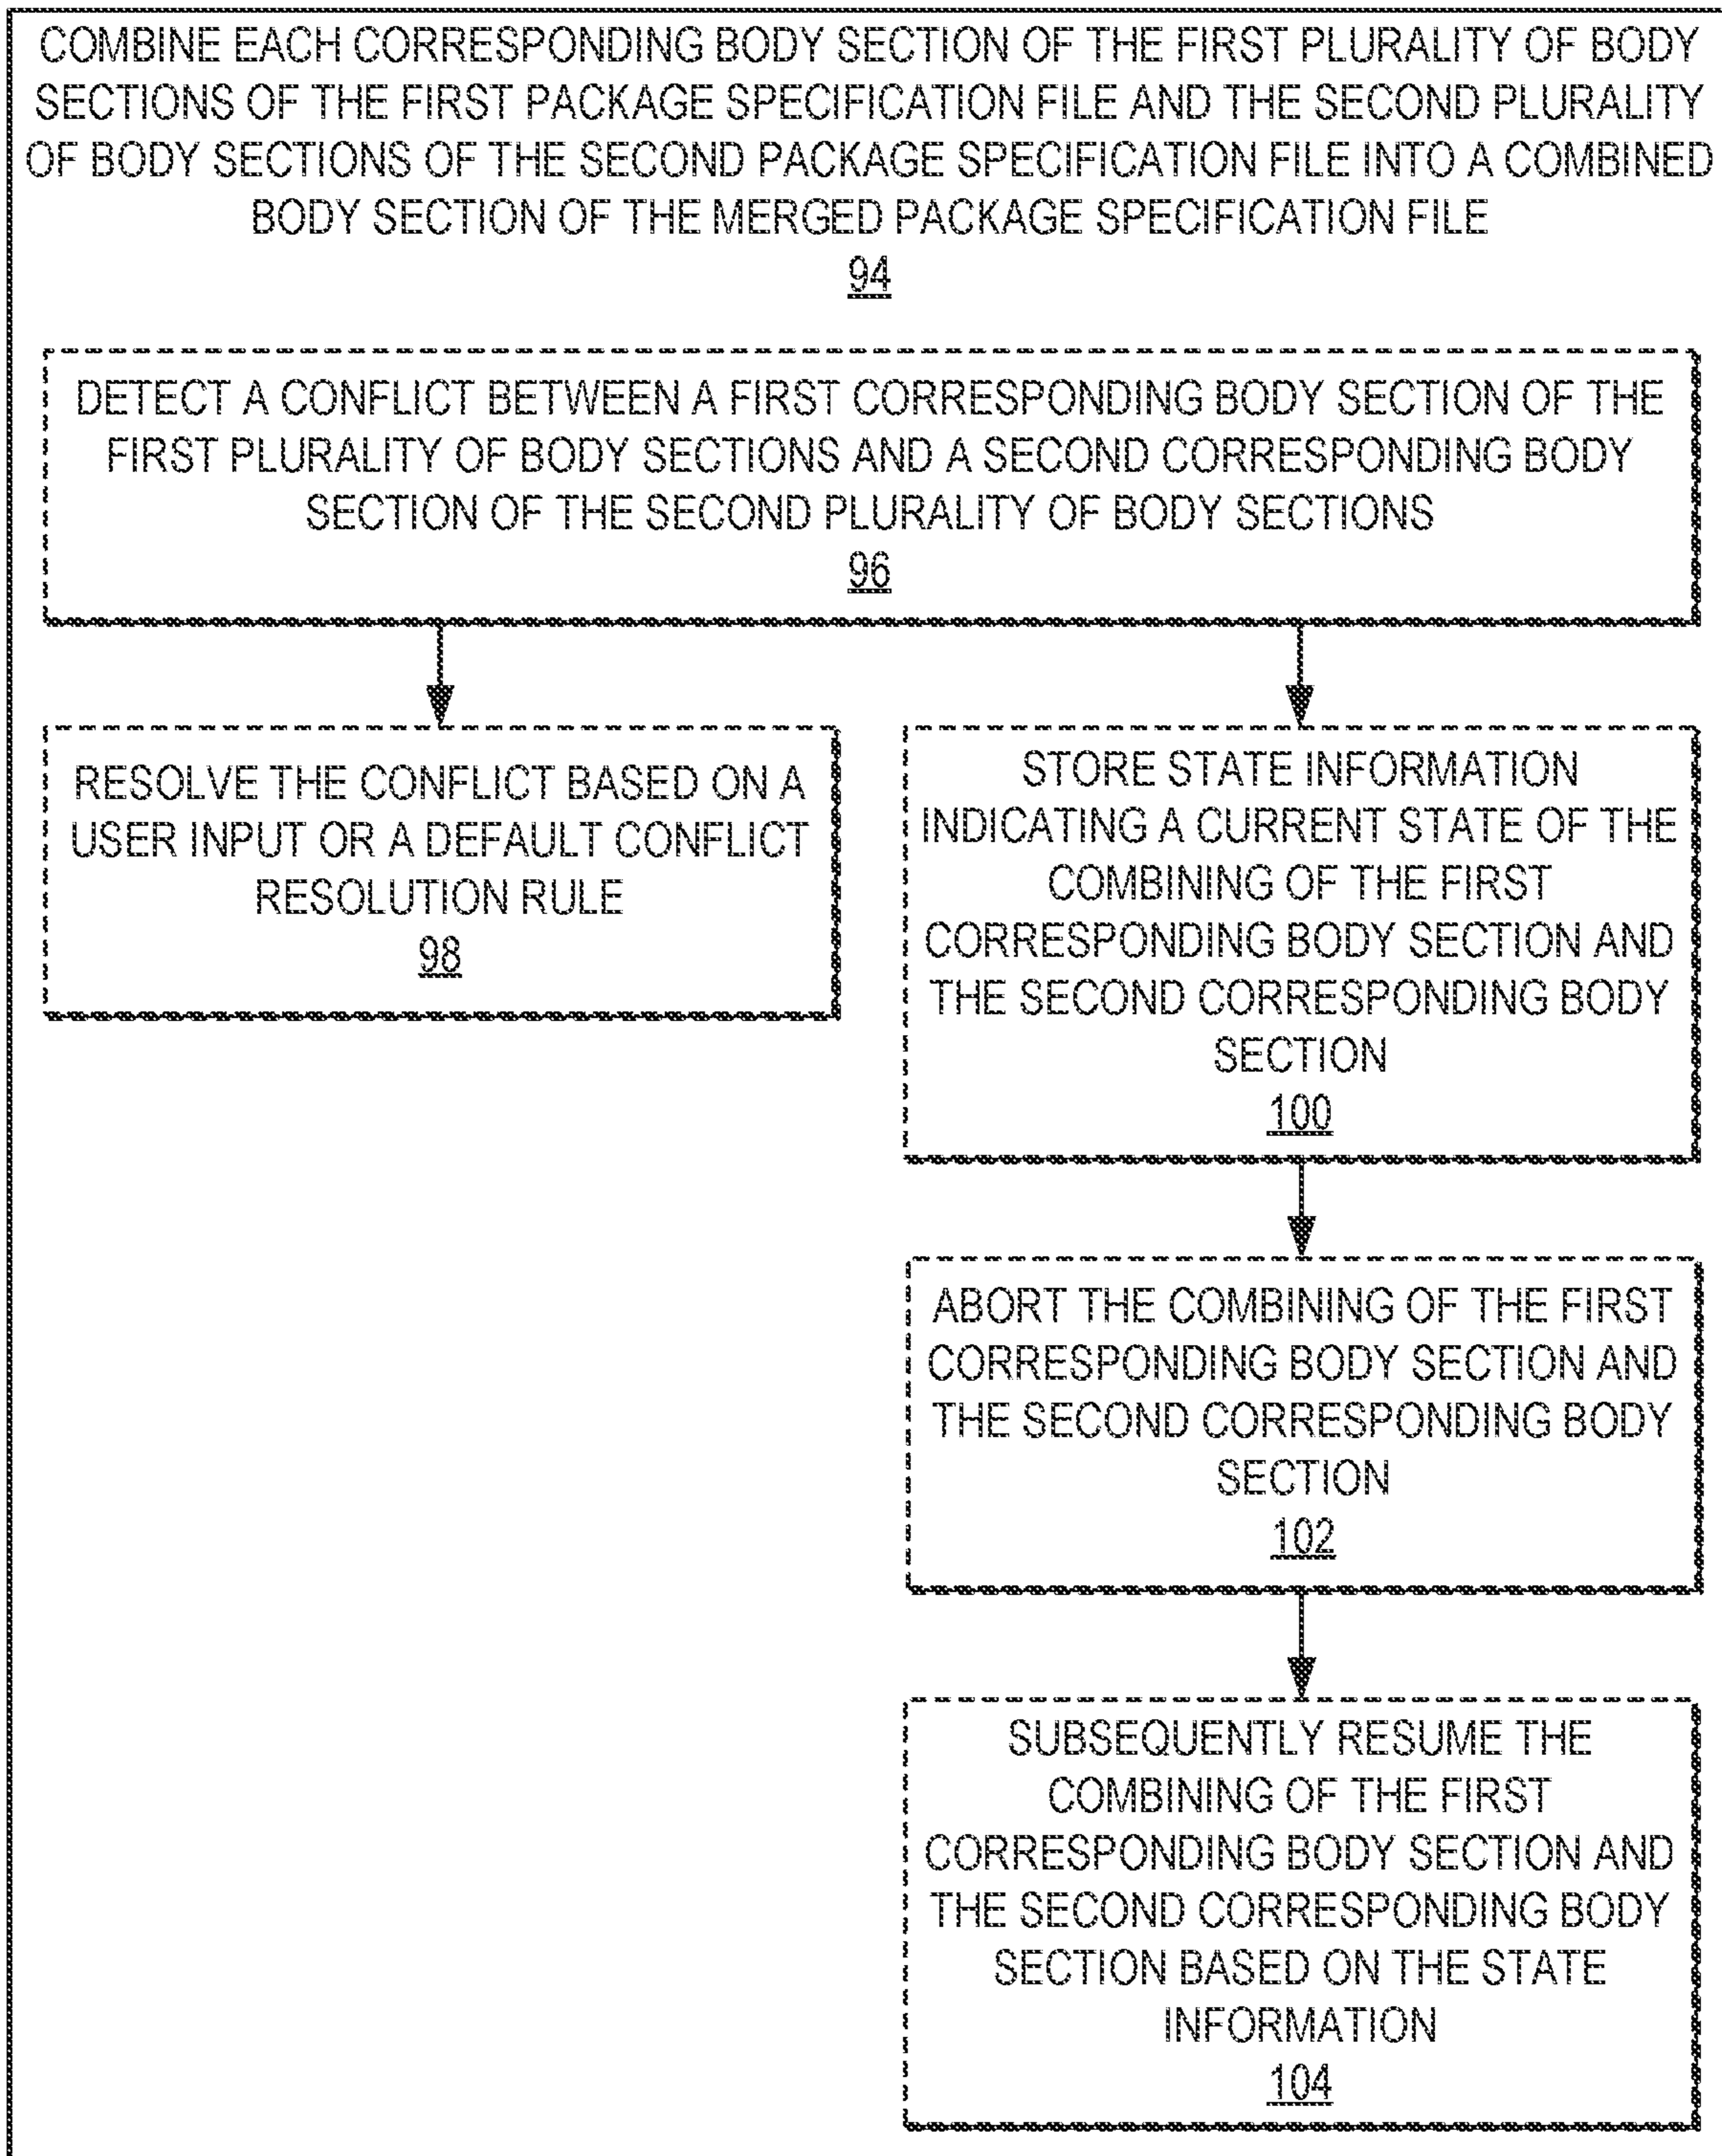 COMBINE EACH CORRESPONDING BODY SECTION OF THE FIRST PLURALITY OF BODY
SECTIONS OF THE FIRST PACKAGE SPECIFICATION FILE AND THE SECOND PLURALITY
OF BODY SECTIONS OF THE SECOND PACKAGE SPECIFICATION FILE INTO A COMBINED
BODY SECTION OF THE MERGED PACKAGE SPECIFICATION FILE
94
DETECT A CONFLICT BETWEEN A FIRST CORRESPONDING BODY SECTION OF THE
FIRST PLURALITY OF BODY SECTIONS AND A SECOND CORRESPONDING BODY
SECTION OF THE SECOND PLURALITY OF BODY SECTIONS
96
RESOLVE THE CONFLICT BASED ON A
USER INPUT OR A DEFAULT CONFLICT
RESOLUTION RULE
98
STORE STATE INFORMATION
INDICATING A CURRENT STATE OF THE
COMBINING OF THE FIRST
CORRESPONDING BODY SECTION AND
THE SECOND CORRESPONDING BODY
SECTION
100
ABORT THE COMBINING OF THE FIRST
CORRESPONDING BODY SECTION AND
THE SECOND CORRESPONDING BODY
SECTION
102
SUBSEQUENTLY RESUME THE
COMBINING OF THE FIRST
CORRESPONDING BODY SECTION AND
THE SECOND CORRESPONDING BODY
SECTION BASED ON THE STATE
INFORMATION
104